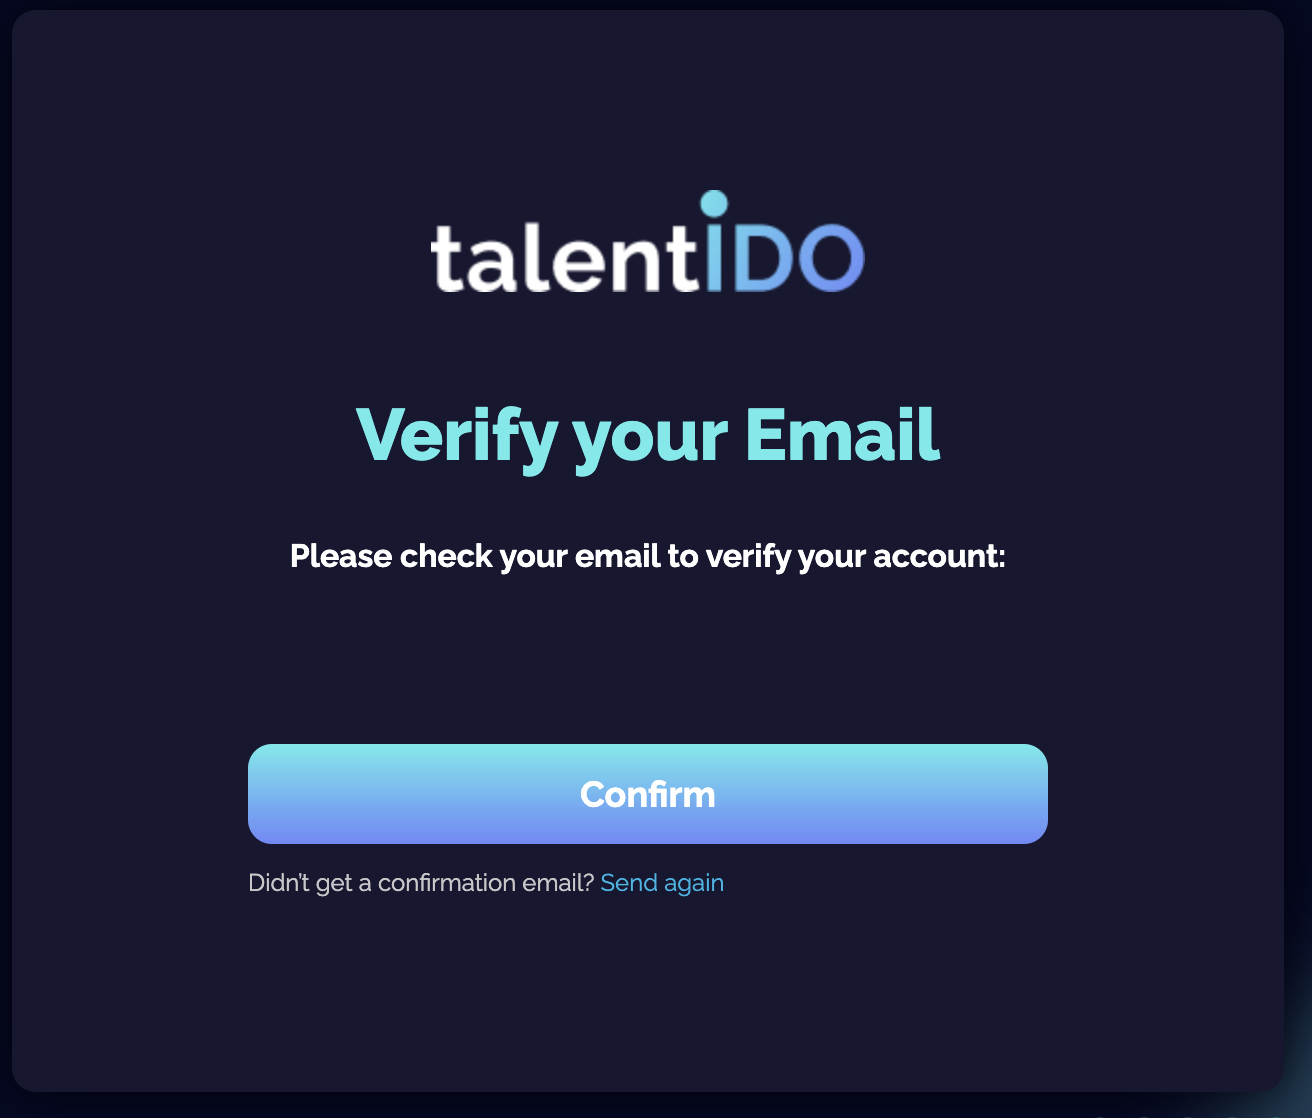 talentiDO
Verify your Email
Please check your email to verify your account:
Confirm
Didn't get a confirmation email? Send again